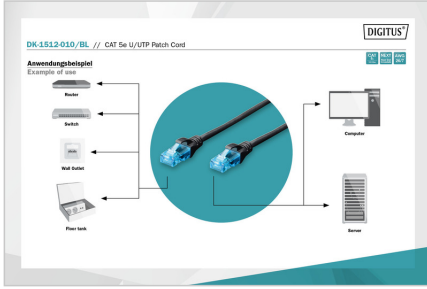 DIGITUS®
DK-1512-010/BL // CAT 5e U/UTP Patch Cord
Anwendungsbeispiel
Example of use
Router
Switch
Wall Outlet
Floor tank
Computer
Server